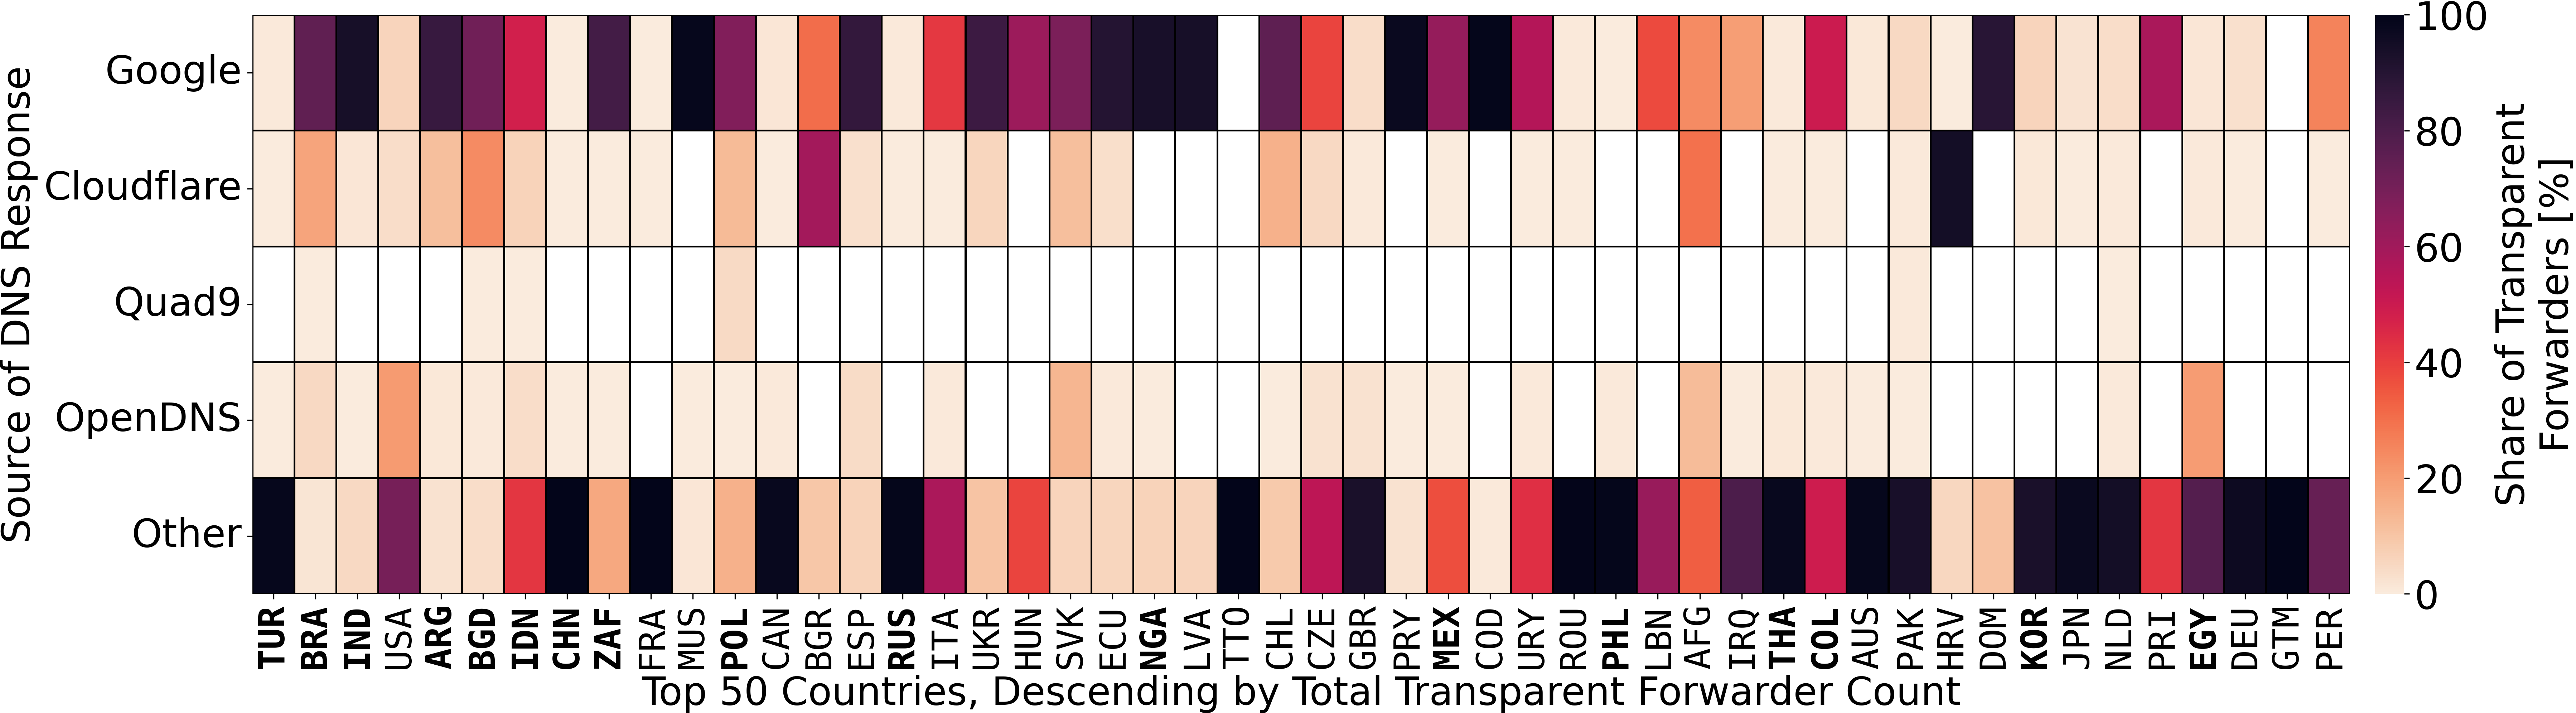 Source of DNS Response
Google
Cloudflare
Quad9
OpenDNS
Other
TUR BRA IND USA ARG BGD IDN CHN ZAF FRA MUS POL CAN BGR ESP RUS ITA UKR HUN SVK ECU NGA LVA TTO CHL CZE GBR PRY MEX COD URY ROU PHL LBN AFG IRQ THA COL AUS PAK HRV DOM KOR JPN NLD PRI EGY DEU GTM PER
Top 50 Countries, Descending by Total Transparent Forwarder Count
100
80
60
40
20
0
Share of Transparent
Forwarders [%]